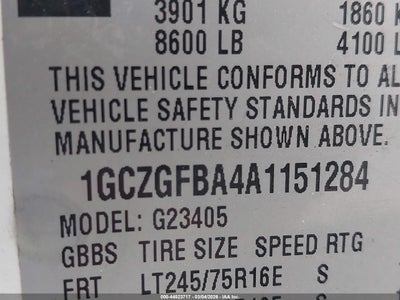 3901 KG 1860 K
8600 LB 4100 L
THIS VEHICLE CONFORMS TO AL
VEHICLE SAFETY STANDARDS IN
MANUFACTURE SHOWN ABOVE.
1GCZGFBA4A1151284
MODEL: G23405
GBBS TIRE SIZE SPEED RTG
FRT LT245/75R16E S